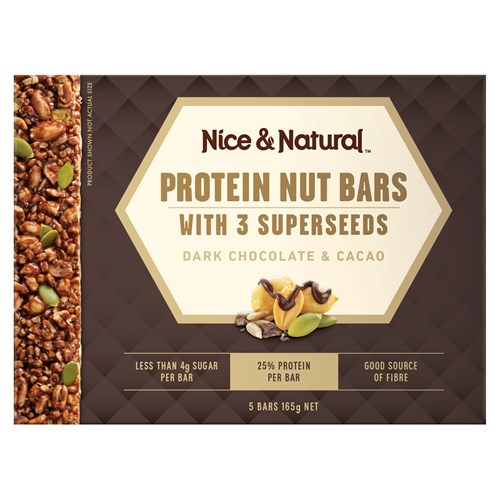 PRODUCT SHOWN NOT ACTUAL SIZE
Nice & Natural™
PROTEIN NUT BARS
WITH 3 SUPERSEEDS
DARK CHOCOLATE & CACAO
LESS THAN 4g SUGAR
PER BAR
25% PROTEIN
PER BAR
GOOD SOURCE
OF FIBRE
5 BARS 165g NET